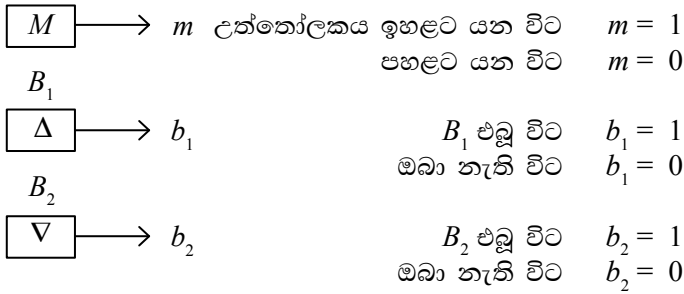 M → m උත්තෝලකය ඉහළට යන විට m = 1
පහළට යන විට m = 0
B₁
Δ → b₁ B₁ එබූ විට b₁ = 1
ඔබා නැති විට b₁ = 0
B₂
∇ → b₂ B₂ එබූ විට b₂ = 1
ඔබා නැති විට b₂ = 0